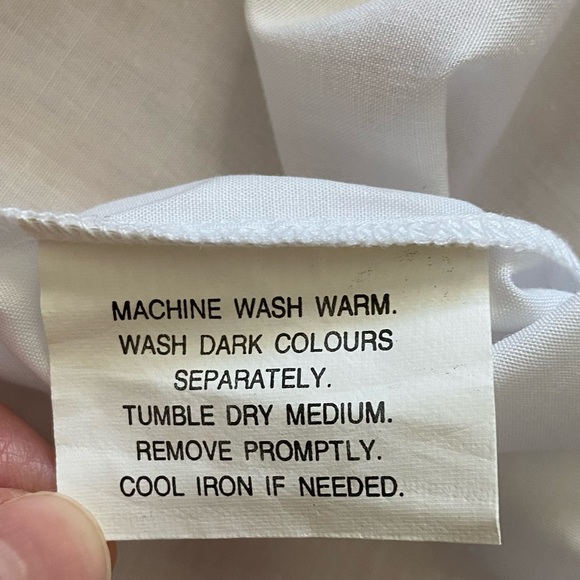 MACHINE WASH WARM.
WASH DARK COLOURS
SEPARATELY.
TUMBLE DRY MEDIUM.
REMOVE PROMPTLY.
COOL IRON IF NEEDED.